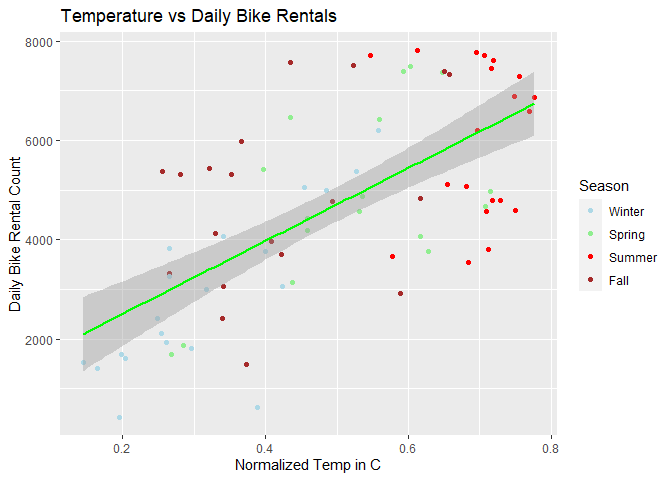 Temperature vs Daily Bike Rentals
8000
6000
4000
2000
Daily Bike Rental Count
0.2
0.4
0.6
0.8
Normalized Temp in C
Season
Winter
Spring
Summer
Fall